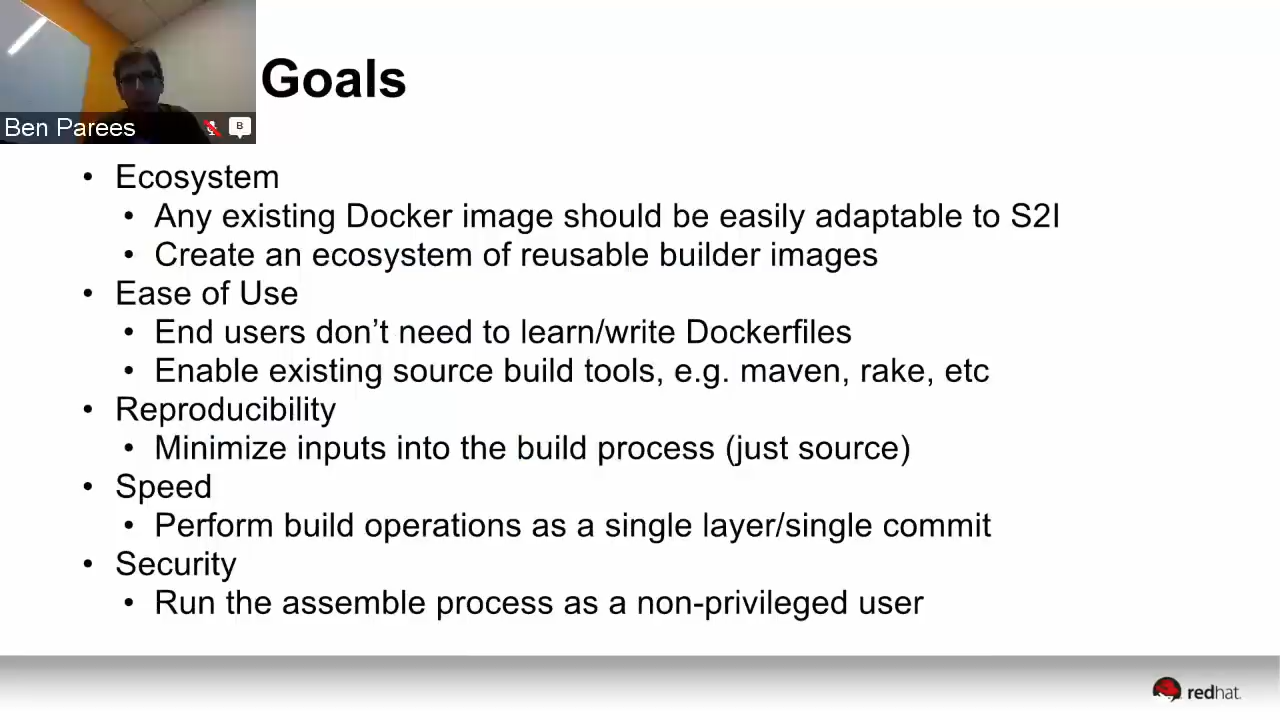 Goals
Ben Parees
B
• Ecosystem
• Any existing Docker image should be easily adaptable to S2I
• Create an ecosystem of reusable builder images
• Ease of Use
• End users don’t need to learn/write Dockerfiles
• Enable existing source build tools, e.g. maven, rake, etc
• Reproducibility
• Minimize inputs into the build process (just source)
• Speed
• Perform build operations as a single layer/single commit
• Security
• Run the assemble process as a non-privileged user
redhat.